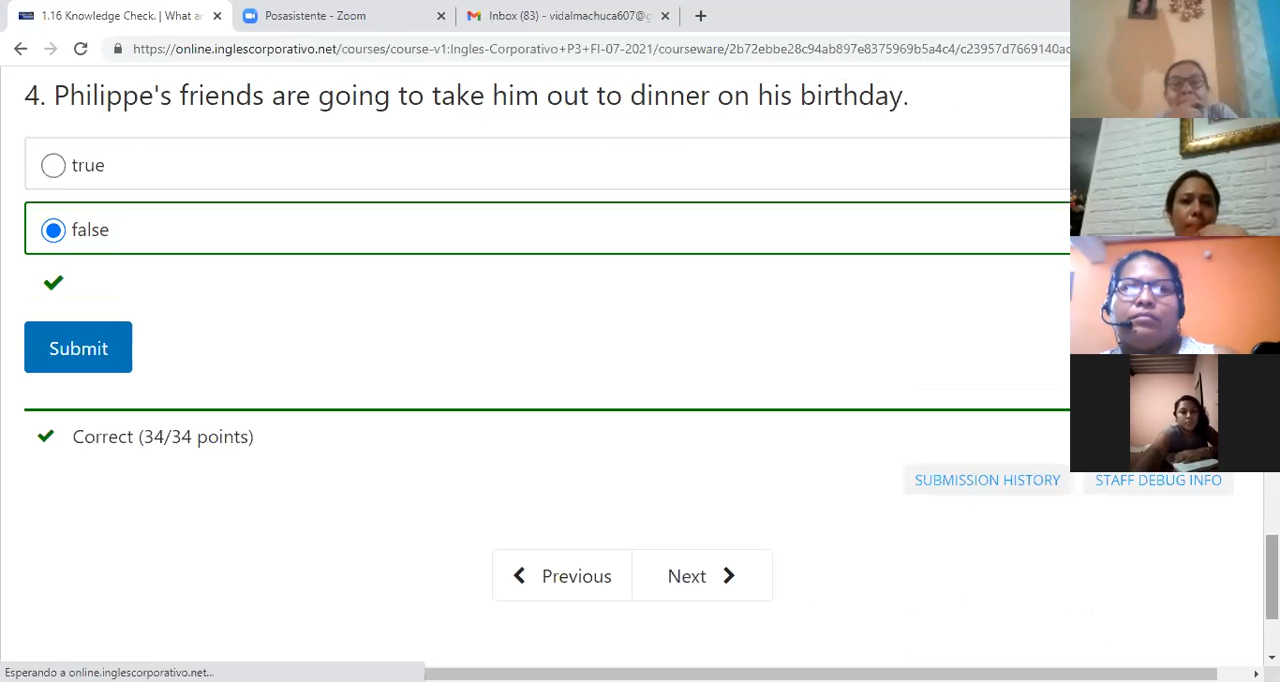 1.16 Knowledge Check. | What ar
Posasistente - Zoom
Inbox (83) - vidalmachuca607@g
https://online.inglescorporativo.net/courses/course-v1:Ingles-Corporativo+P3+FI-07-2021/courseware/2b72ebbe28c94ab897e8375969b5a4c4/c23957d7669140ac
4. Philippe's friends are going to take him out to dinner on his birthday.
true
false
Submit
Correct (34/34 points)
SUBMISSION HISTORY STAFF DEBUG INFO
Previous Next
Esperando a online.inglescorporativo.net...